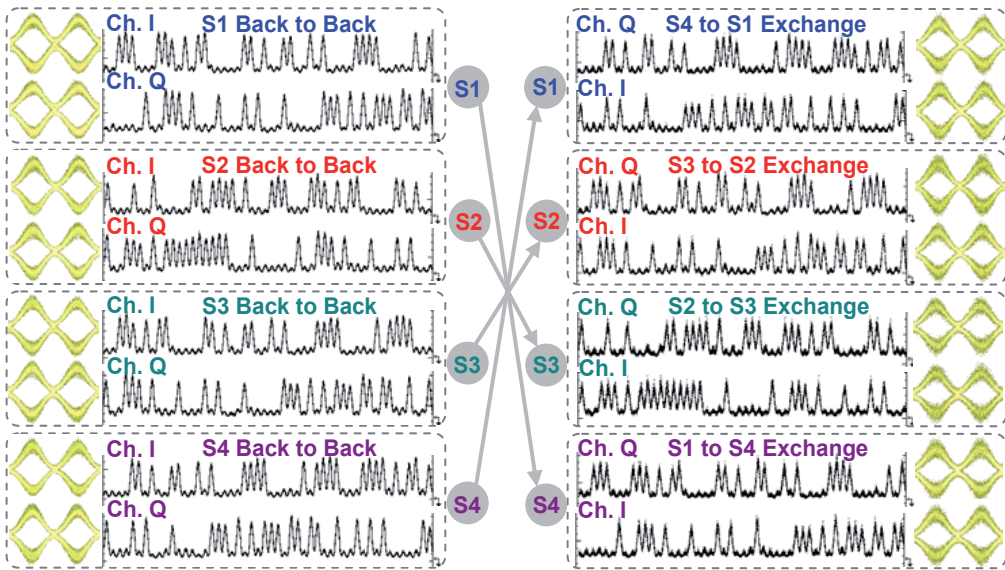 Ch. I S1 Back to Back
Ch. Q
Ch. I S2 Back to Back
Ch. Q
Ch. I S3 Back to Back
Ch. Q
Ch. I S4 Back to Back
Ch. Q
S1 S1
S2 S2
S3 S3
S4 S4
Ch. Q S4 to S1 Exchange
Ch. I
Ch. Q S3 to S2 Exchange
Ch. I
Ch. Q S2 to S3 Exchange
Ch. I
Ch. Q S1 to S4 Exchange
Ch. I